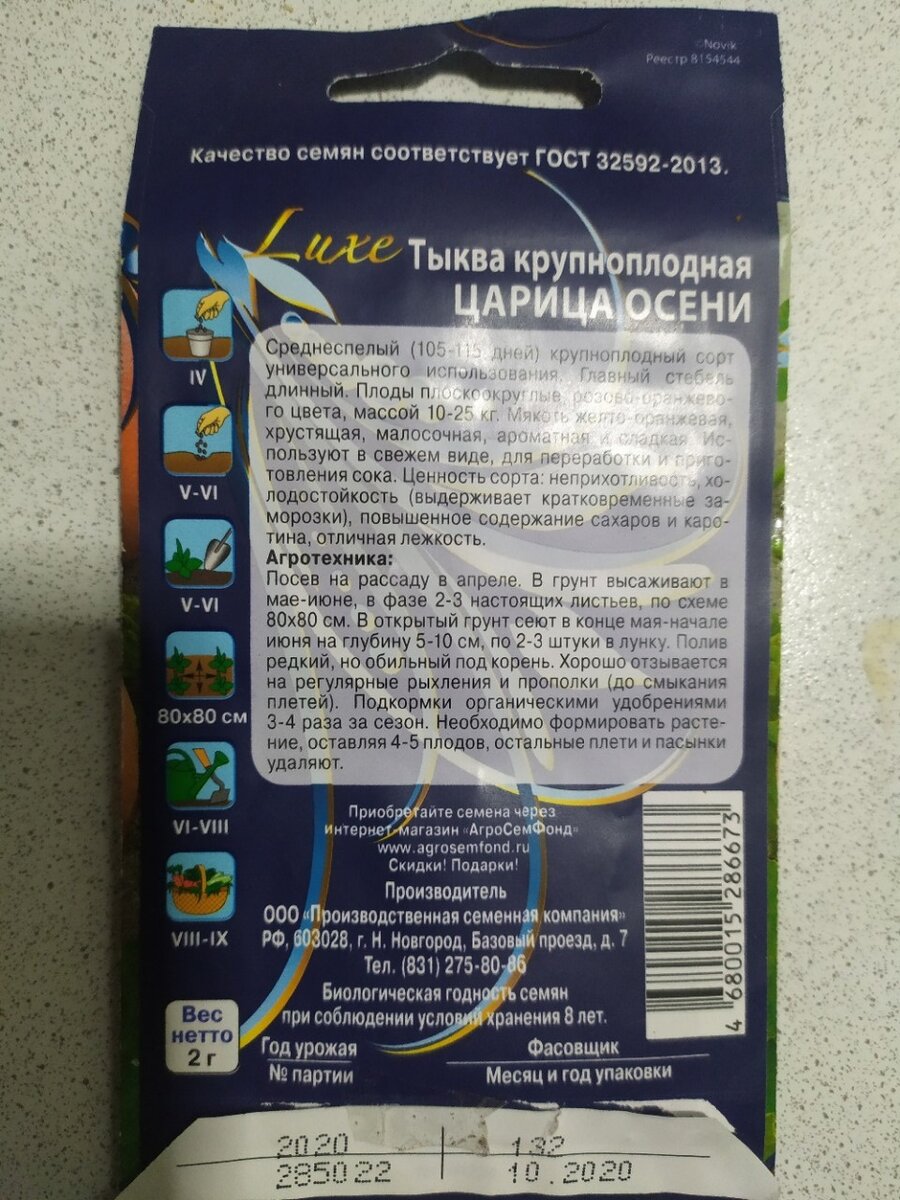 ©Novik
Реестр 8154544
Качество семян соответствует ГОСТ 32592-2013.
Luxe
Тыква крупноплодная
ЦАРИЦА ОСЕНИ
IV
V-VI
V-VI
80х80 см
VI-VIII
VIII-IX
Среднеспелый (105-115 дней) крупноплодный сорт
универсального использования. Главный стебель
длинный. Плоды плоскоокруглые, розово-оранжево-
го цвета, массой 10-25 кг. Мякоть желто-оранжевая,
хрустящая, малосочная, ароматная и сладкая. Ис-
пользуют в свежем виде, для переработки и приго-
товления сока. Ценность сорта: неприхотливость, хо-
лодостойкость (выдерживает кратковременные за-
морозки), повышенное содержание сахаров и каро-
тина, отличная лежкость.
Агротехника:
Посев на рассаду в апреле. В грунт высаживают в
мае-июне, в фазе 2-3 настоящих листьев, по схеме
80х80 см. В открытый грунт сеют в конце мая-начале
июня на глубину 5-10 см, по 2-3 штуки в лунку. Полив
редкий, но обильный под корень. Хорошо отзывается
на регулярные рыхления и прополки (до смыкания
плетей). Подкормки органическими удобрениями
3-4 раза за сезон. Необходимо формировать расте-
ние, оставляя 4-5 плодов, остальные плети и пасынки
удаляют.
Приобретайте семена через
интернет-магазин «АгроСемФонд»
www.agrosemfond.ru
Скидки! Подарки!
Производитель
ООО «Производственная семенная компания»
РФ, 603028, г. Н. Новгород, Базовый проезд, д. 7
Тел. (831) 275-80-86
Биологическая годность семян
при соблюдении условий хранения 8 лет.
4 680015 286673
Вес
нетто
2 г
Год урожая
№ партии
Фасовщик
Месяц и год упаковки
2020
285022
132
10.2020